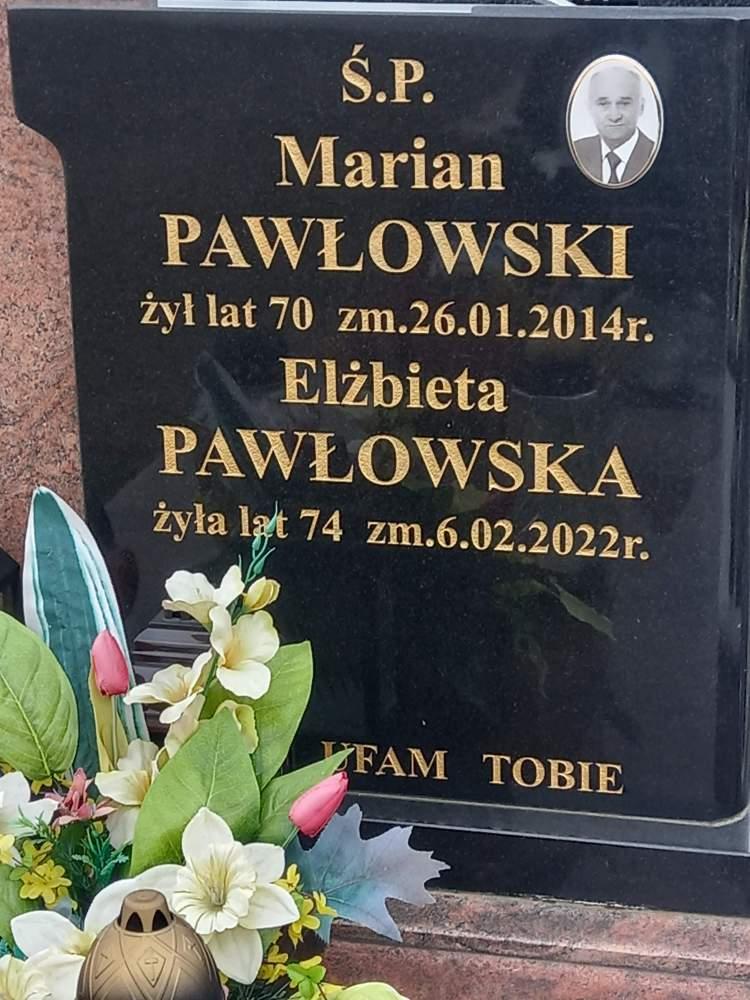 Ś.P.
Marian
PAWŁOWSKI
żył lat 70 zm.26.01.2014r.
Elżbieta
PAWŁOWSKA
żyła lat 74 zm.6.02.2022r.
UFAM TOBIE